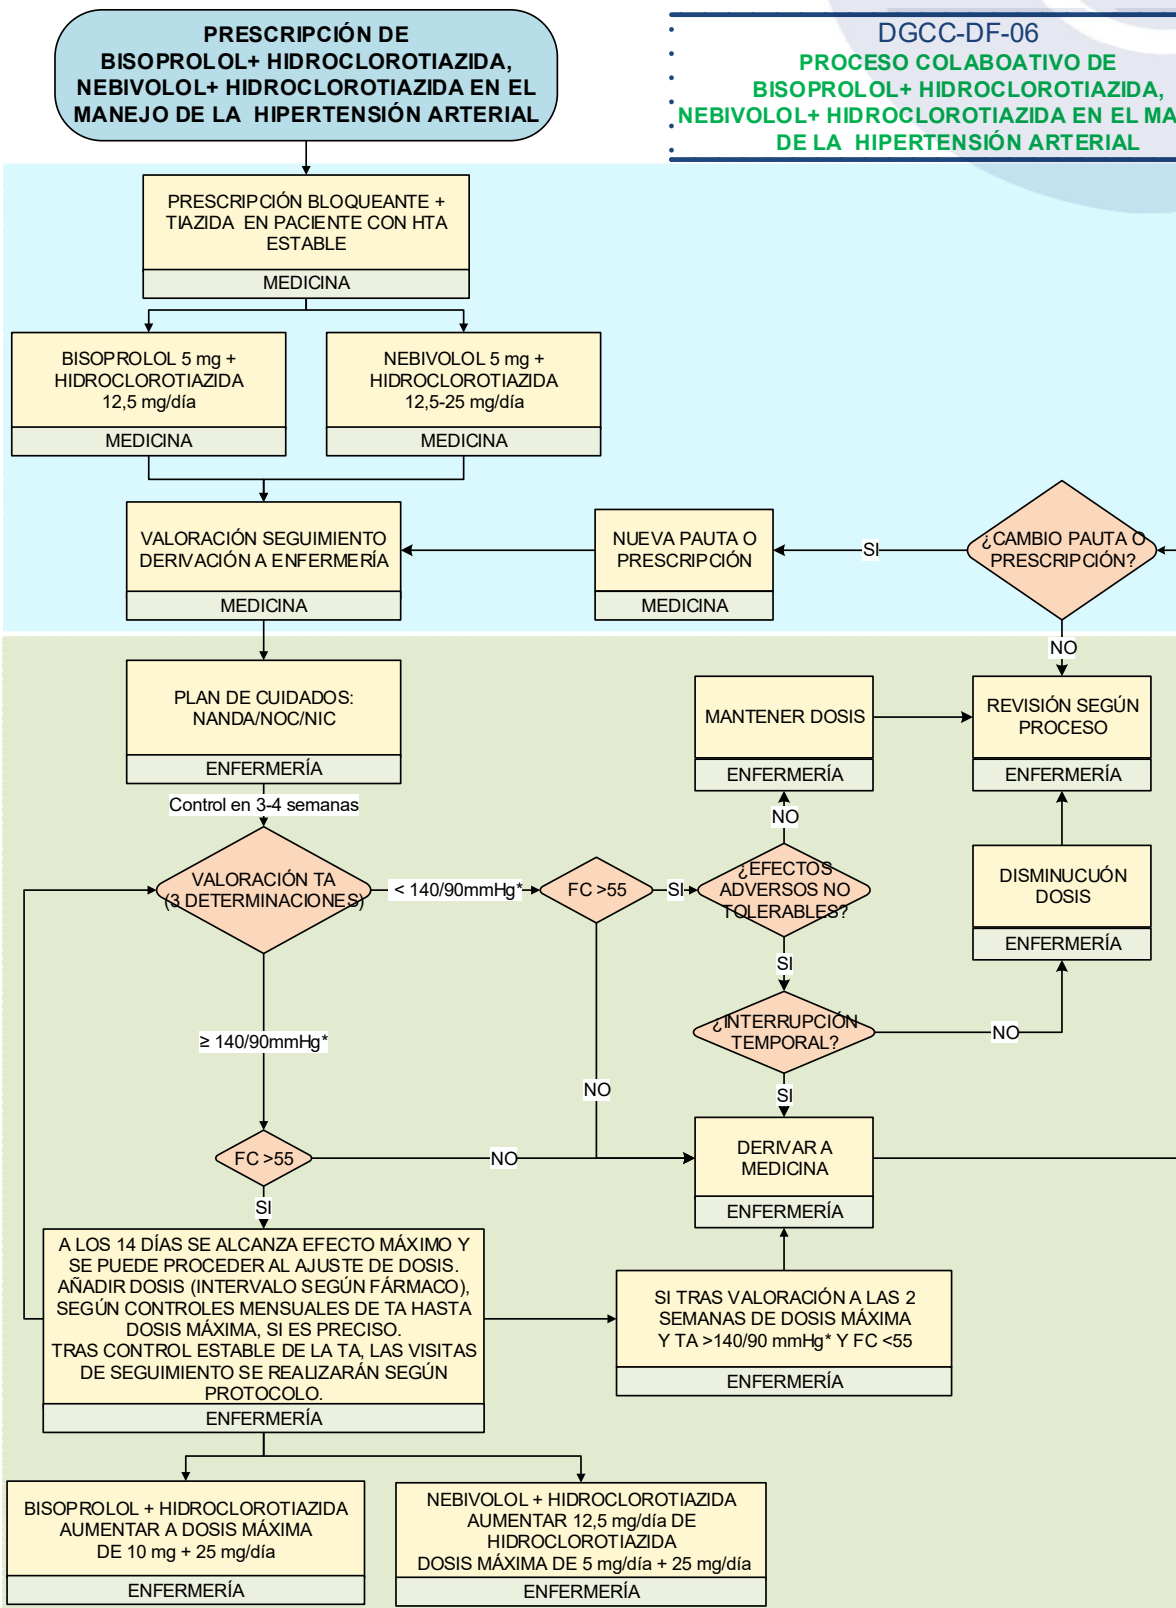 PRESCRIPCIÓN DE
BISOPROLOL+ HIDROCLOROTIAZIDA,
NEBIVOLOL+ HIDROCLOROTIAZIDA EN EL
MANEJO DE LA HIPERTENSIÓN ARTERIAL
DGCC-DF-06
PROCESO COLABOATIVO DE
BISOPROLOL+ HIDROCLOROTIAZIDA,
NEBIVOLOL+ HIDROCLOROTIAZIDA EN EL MA
DE LA HIPERTENSIÓN ARTERIAL
PRESCRIPCIÓN BLOQUEANTE +
TIAZIDA EN PACIENTE CON HTA
ESTABLE
MEDICINA
BISOPROLOL 5 mg +
HIDROCLOROTIAZIDA
12,5 mg/día
MEDICINA
NEBIVOLOL 5 mg +
HIDROCLOROTIAZIDA
12,5-25 mg/día
MEDICINA
VALORACIÓN SEGUIMIENTO
DERIVACIÓN A ENFERMERÍA
MEDICINA
NUEVA PAUTA O
PRESCRIPCIÓN
MEDICINA
SI
¿CAMBIO PAUTA O
PRESCRIPCIÓN?
NO
PLAN DE CUIDADOS:
NANDA/NOC/NIC
ENFERMERÍA
MANTENER DOSIS
ENFERMERÍA
REVISIÓN SEGÚN
PROCESO
ENFERMERÍA
Control en 3-4 semanas
NO
VALORACIÓN TA
(3 DETERMINACIONES)
< 140/90mmHg*
FC >55
SI
¿EFECTOS
ADVERSOS NO
TOLERABLES?
DISMINUCUÓN
DOSIS
ENFERMERÍA
SI
¿INTERRUPCIÓN
TEMPORAL?
NO
≥ 140/90mmHg*
NO
SI
FC >55
NO
DERIVAR A
MEDICINA
ENFERMERÍA
SI
A LOS 14 DÍAS SE ALCANZA EFECTO MÁXIMO Y
SE PUEDE PROCEDER AL AJUSTE DE DOSIS.
AÑADIR DOSIS (INTERVALO SEGÚN FÁRMACO),
SEGÚN CONTROLES MENSUALES DE TA HASTA
DOSIS MÁXIMA, SI ES PRECISO.
TRAS CONTROL ESTABLE DE LA TA, LAS VISITAS
DE SEGUIMIENTO SE REALIZARÁN SEGÚN
PROTOCOLO.
ENFERMERÍA
SI TRAS VALORACIÓN A LAS 2
SEMANAS DE DOSIS MÁXIMA
Y TA >140/90 mmHg* Y FC <55
ENFERMERÍA
BISOPROLOL + HIDROCLOROTIAZIDA
AUMENTAR A DOSIS MÁXIMA
DE 10 mg + 25 mg/día
ENFERMERÍA
NEBIVOLOL + HIDROCLOROTIAZIDA
AUMENTAR 12,5 mg/día DE
HIDROCLOROTIAZIDA
DOSIS MÁXIMA DE 5 mg/día + 25 mg/día
ENFERMERÍA